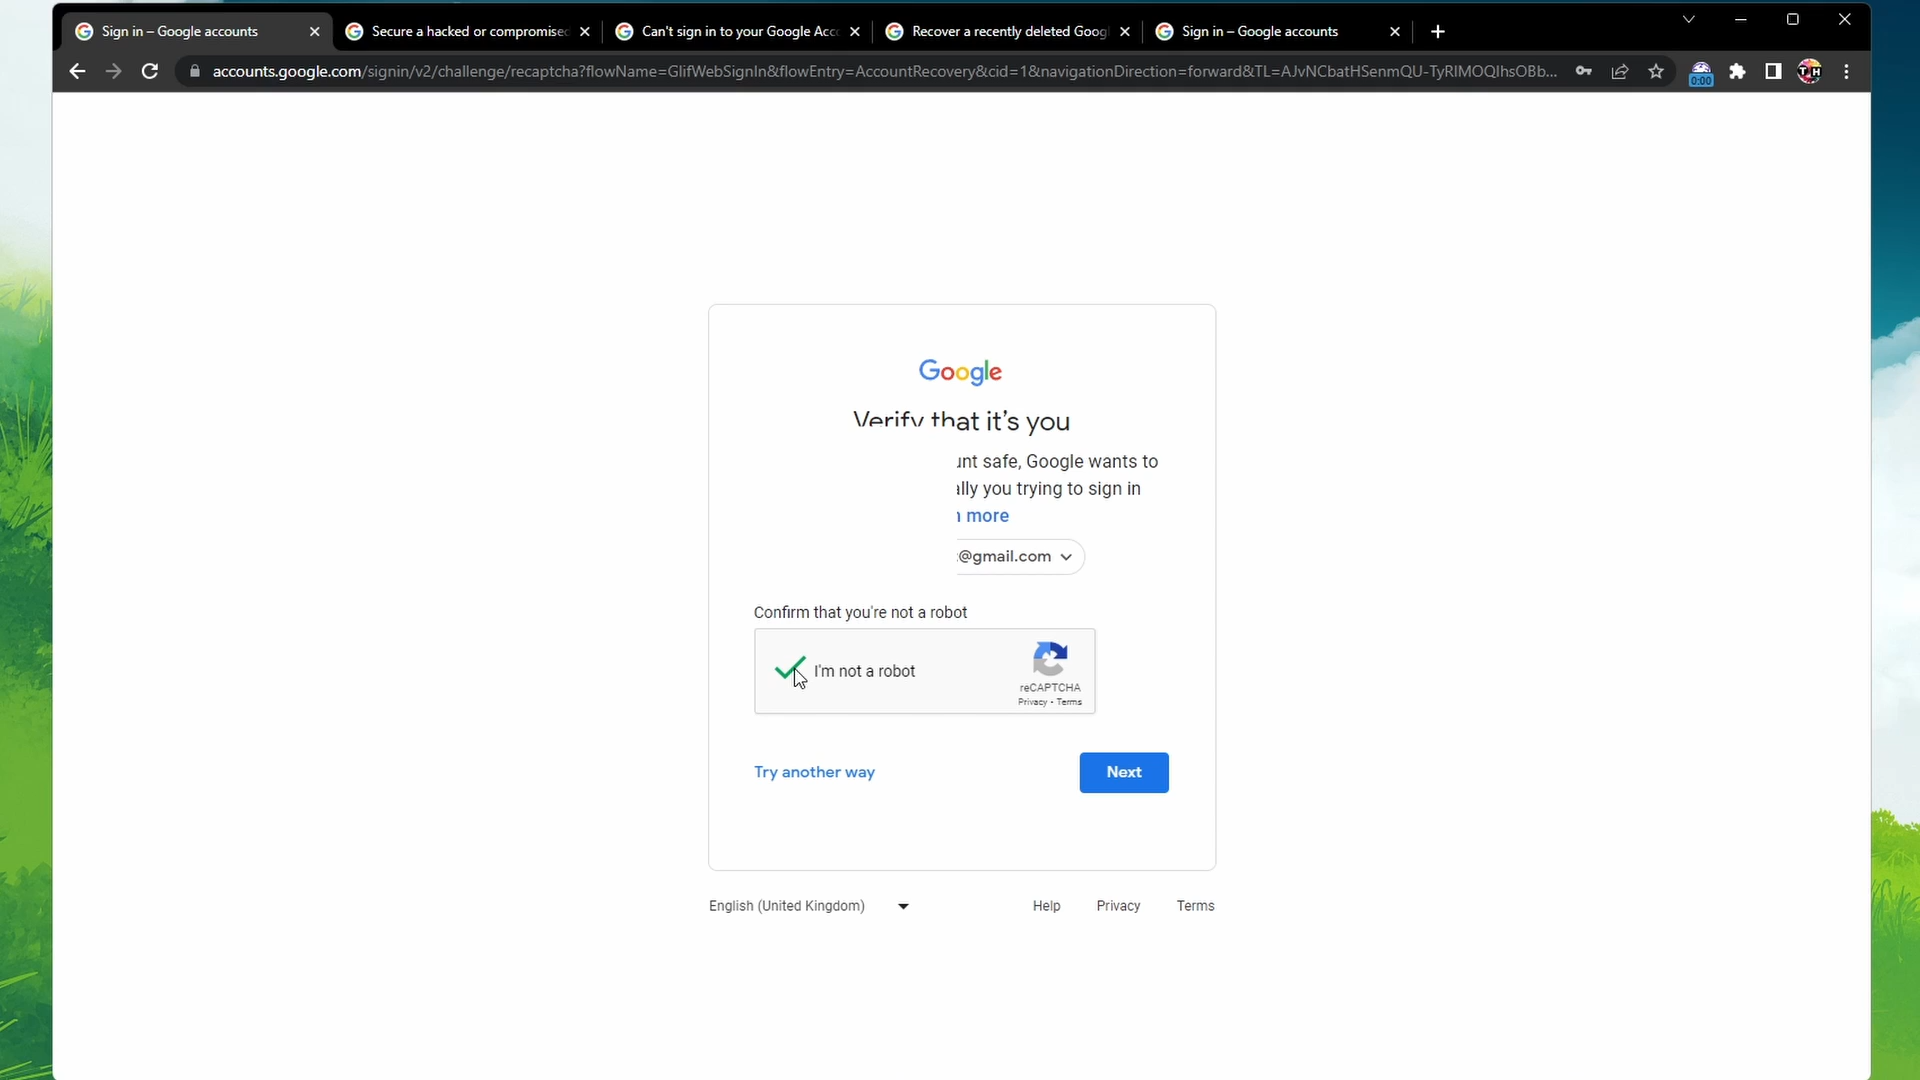 Sign in – Google accounts
Secure a hacked or compromised
Can't sign in to your Google Acc
Recover a recently deleted Goog
Sign in – Google accounts
accounts.google.com/signin/v2/challenge/recaptcha?flowName=GlifWebSignIn&flowEntry=AccountRecovery&cid=1&navigationDirection=forward&TL=AJvNCbatHSenmQU-TyRIMOQIhsOBb...
0:00
Google
Verify that it's you
unt safe, Google wants to
ally you trying to sign in
more
@gmail.com
Confirm that you're not a robot
I'm not a robot
reCAPTCHA
Privacy • Terms
Try another way
Next
English (United Kingdom)
Help
Privacy
Terms